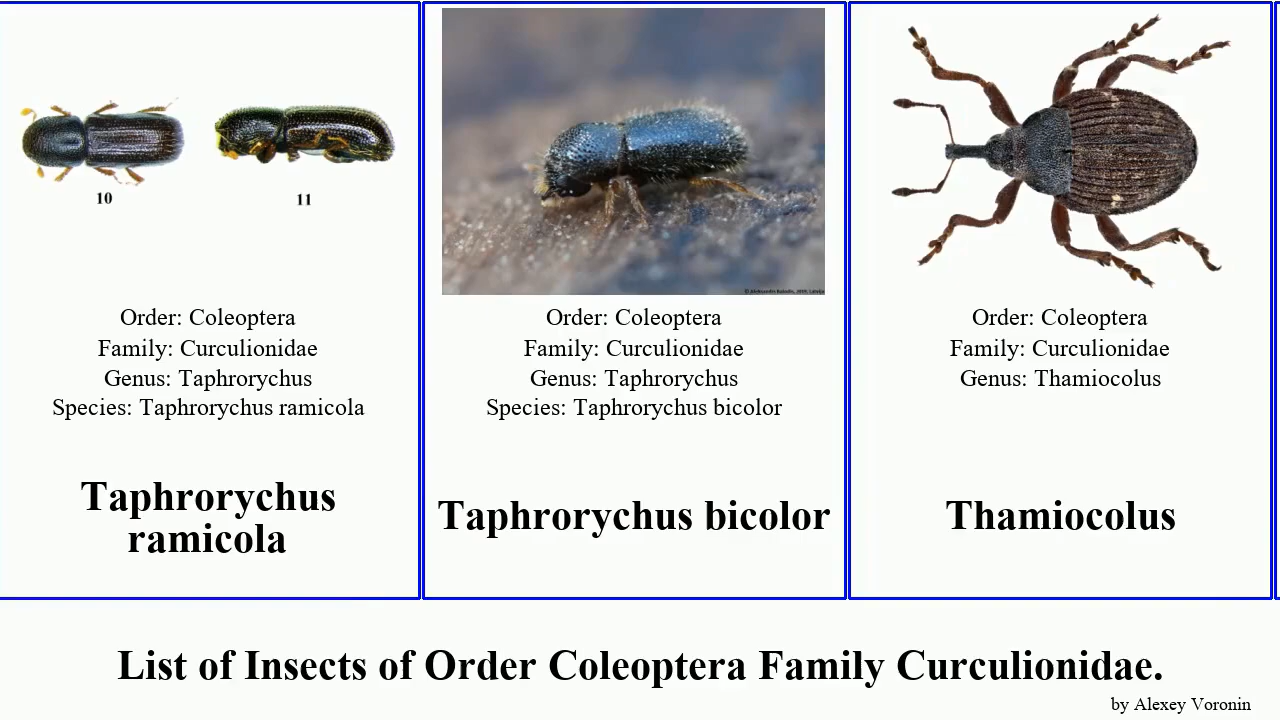 10
11
Order: Coleoptera
Family: Curculionidae
Genus: Taphrorychus
Species: Taphrorychus ramicola
Taphrorychus
ramicola
Order: Coleoptera
Family: Curculionidae
Genus: Taphrorychus
Species: Taphrorychus bicolor
Taphrorychus bicolor
Order: Coleoptera
Family: Curculionidae
Genus: Thamiocolus
Thamiocolus
List of Insects of Order Coleoptera Family Curculionidae.
by Alexey Voronin